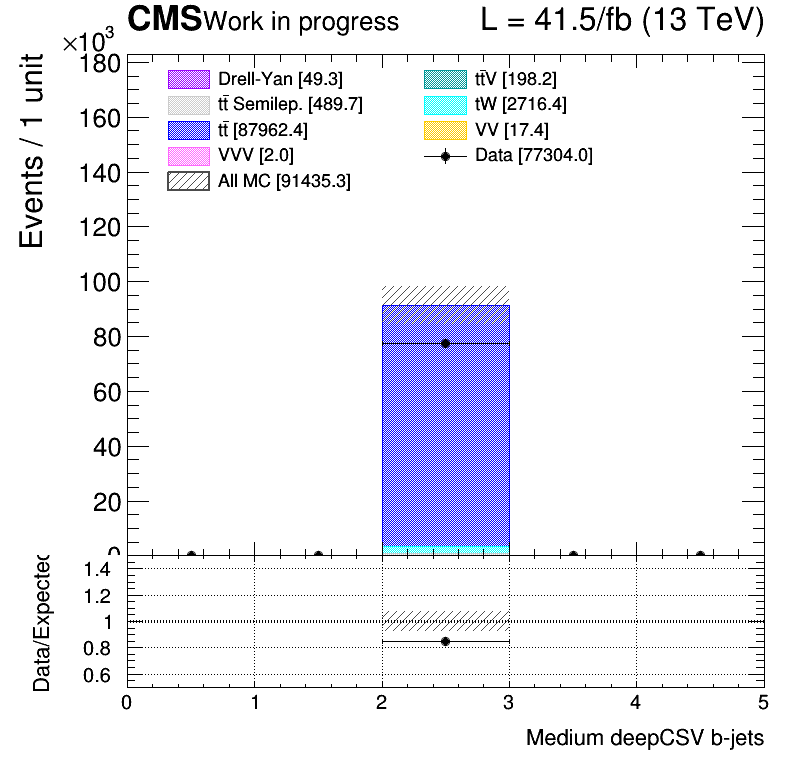 CMS Work in progress L = 41.5/fb (13 TeV)
×10³
Events / 1 unit
180
160
140
120
100
80
60
40
20
0
Drell-Yan [49.3]
tt̄ Semilep. [489.7]
tt̄ [87962.4]
VVV [2.0]
All MC [91435.3]
tt̄V [198.2]
tW [2716.4]
VV [17.4]
Data [77304.0]
Data/Expected
1.4
1.2
1
0.8
0.6
0 1 2 3 4 5
Medium deepCSV b-jets